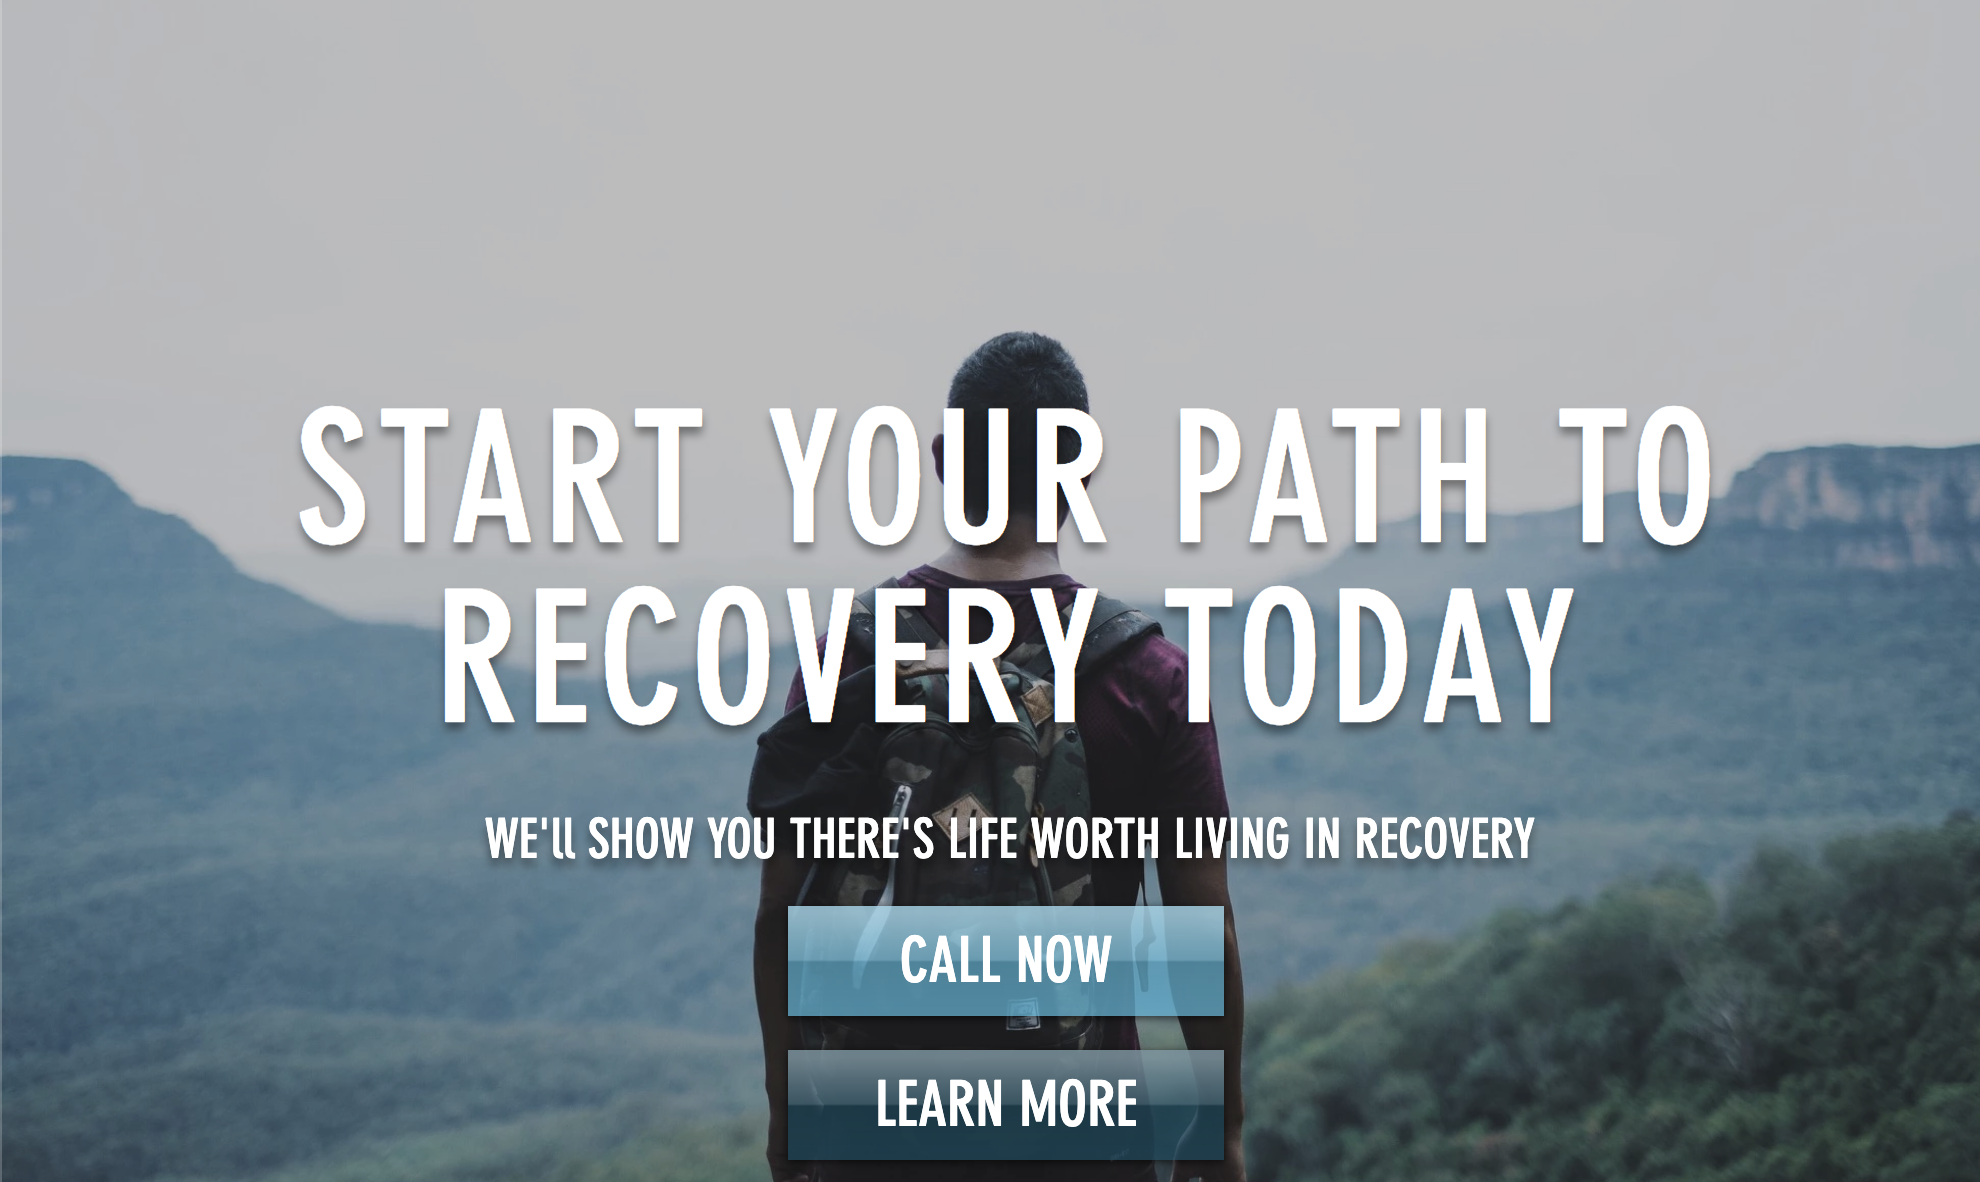 START YOUR PATH TO
RECOVERY TODAY
WE'll SHOW YOU THERE'S LIFE WORTH LIVING IN RECOVERY
CALL NOW
LEARN MORE